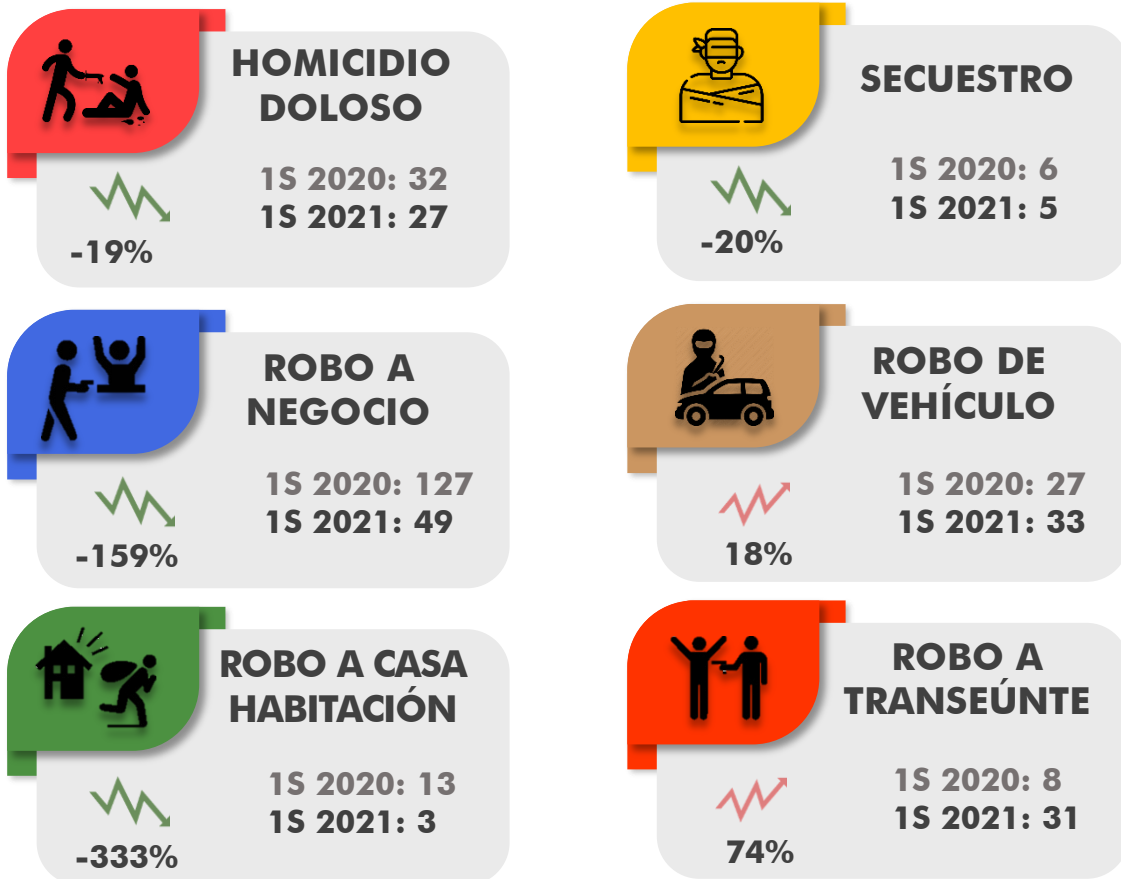 HOMICIDIO
DOLOSO
1S 2020: 32
1S 2021: 27
-19%
SECUESTRO
1S 2020: 6
1S 2021: 5
-20%
ROBO A
NEGOCIO
1S 2020: 127
1S 2021: 49
-159%
ROBO DE
VEHÍCULO
1S 2020: 27
1S 2021: 33
18%
ROBO A CASA
HABITACIÓN
1S 2020: 13
1S 2021: 3
-333%
ROBO A
TRANSEÚNTE
1S 2020: 8
1S 2021: 31
74%